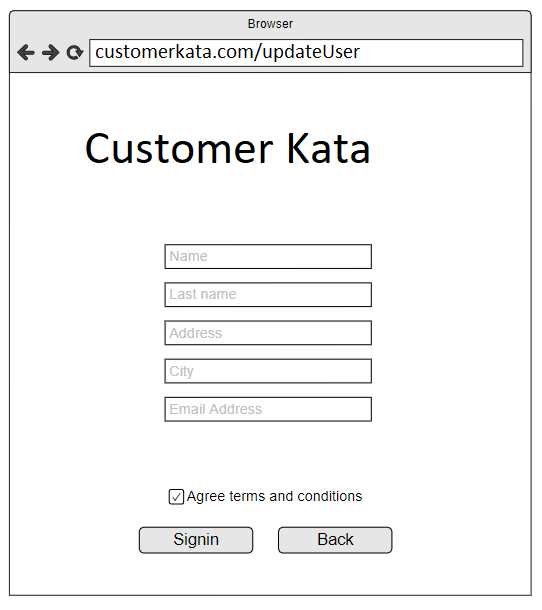 Browser
customerkata.com/updateUser
Customer Kata
Name
Last name
Address
City
Email Address
Agree terms and conditions
Signin Back